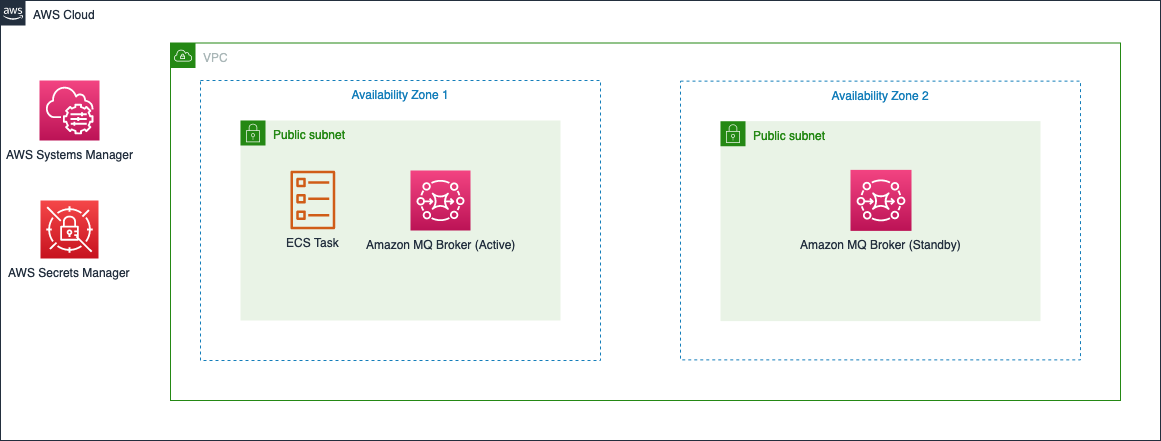 aws
AWS Cloud
VPC
AWS Systems Manager
AWS Secrets Manager
Availability Zone 1
Public subnet
ECS Task
Amazon MQ Broker (Active)
Availability Zone 2
Public subnet
Amazon MQ Broker (Standby)